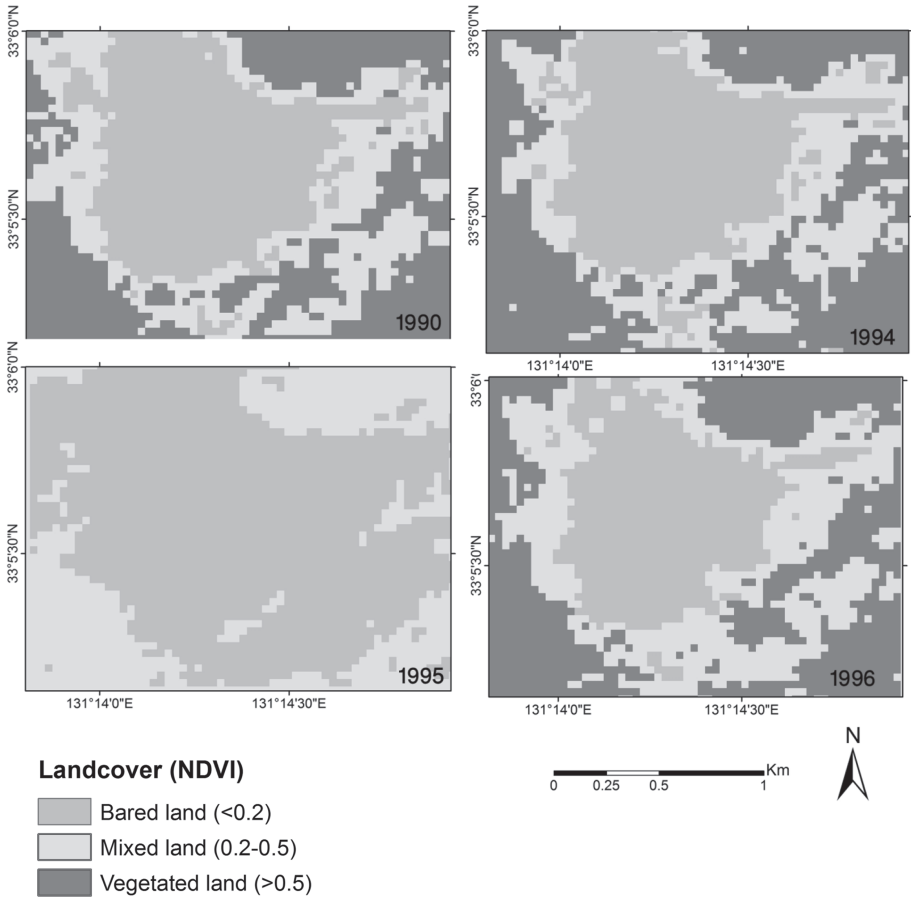 33°6'0"N
33°5'30"N
1990
33°6'0"N
33°5'30"N
1994
131°14'0"E
131°14'30"E
33°6'0"N
33°5'30"N
1995
131°14'0"E
131°14'30"E
33°6'
33°5'30"N
1996
131°14'0"E
131°14'30"E
Landcover (NDVI)
Bared land (<0.2)
Mixed land (0.2-0.5)
Vegetated land (>0.5)
N
Km
0 0.25 0.5 1